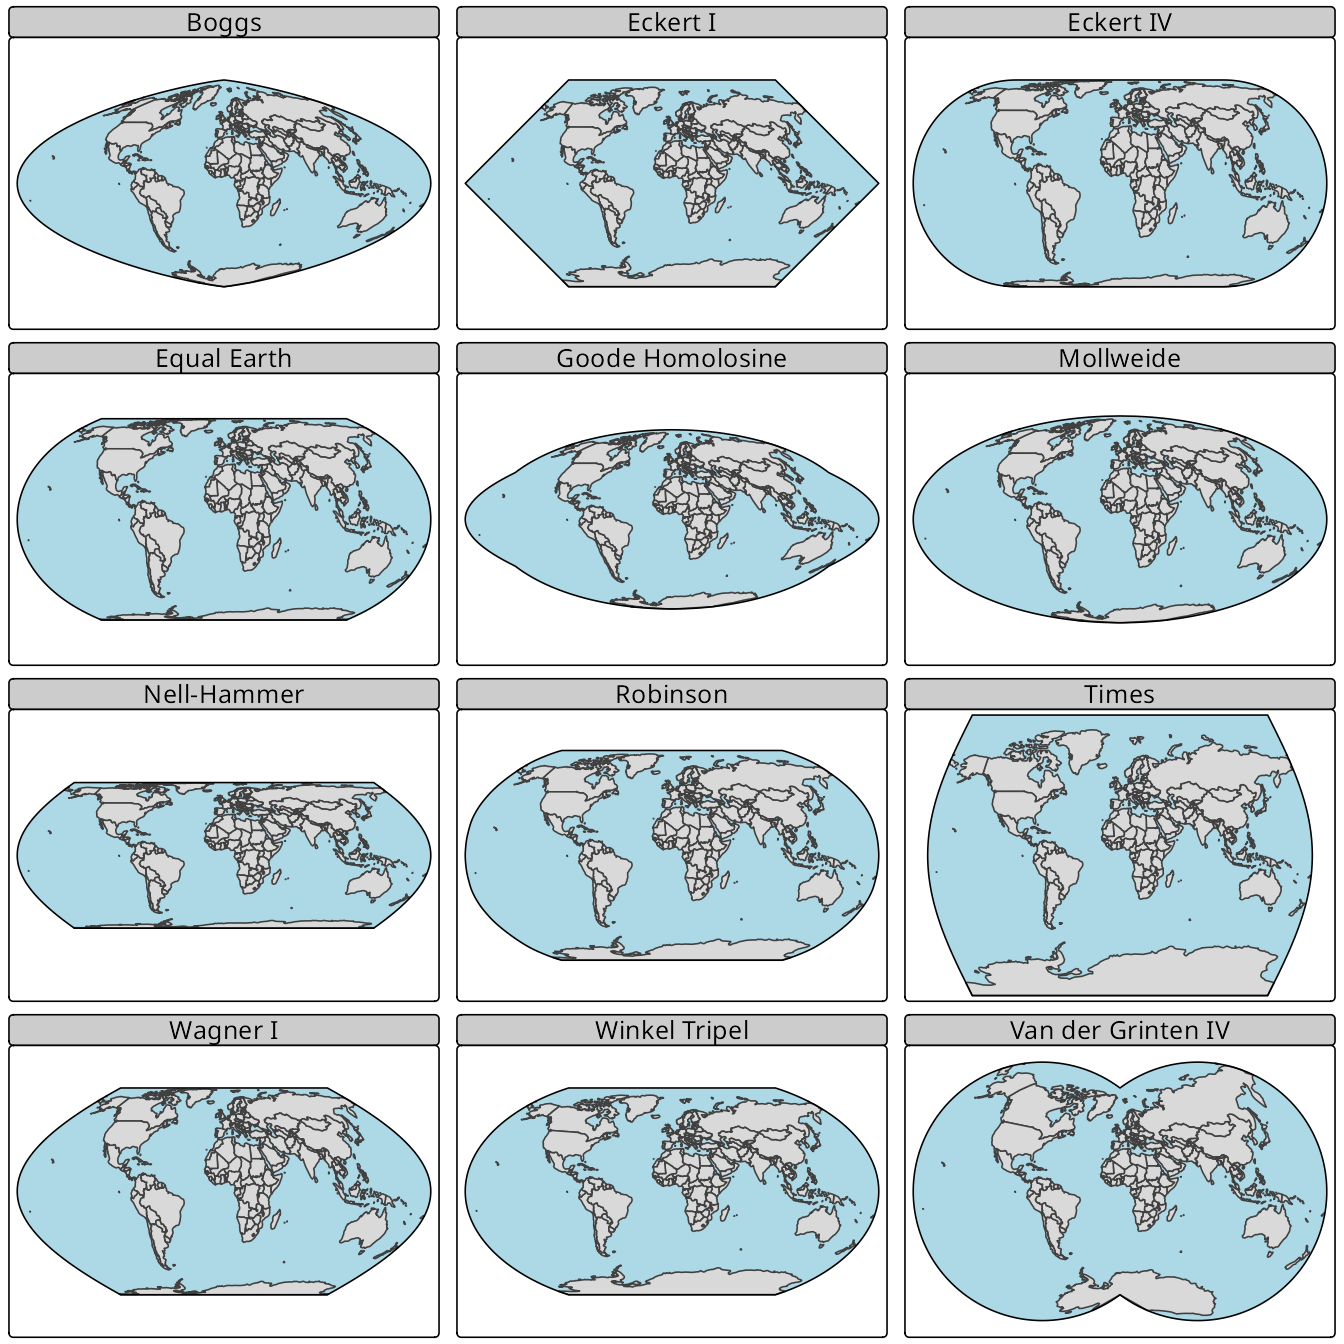 Boggs
Eckert I
Eckert IV
Equal Earth
Goode Homolosine
Mollweide
Nell-Hammer
Robinson
Times
Wagner I
Winkel Tripel
Van der Grinten IV